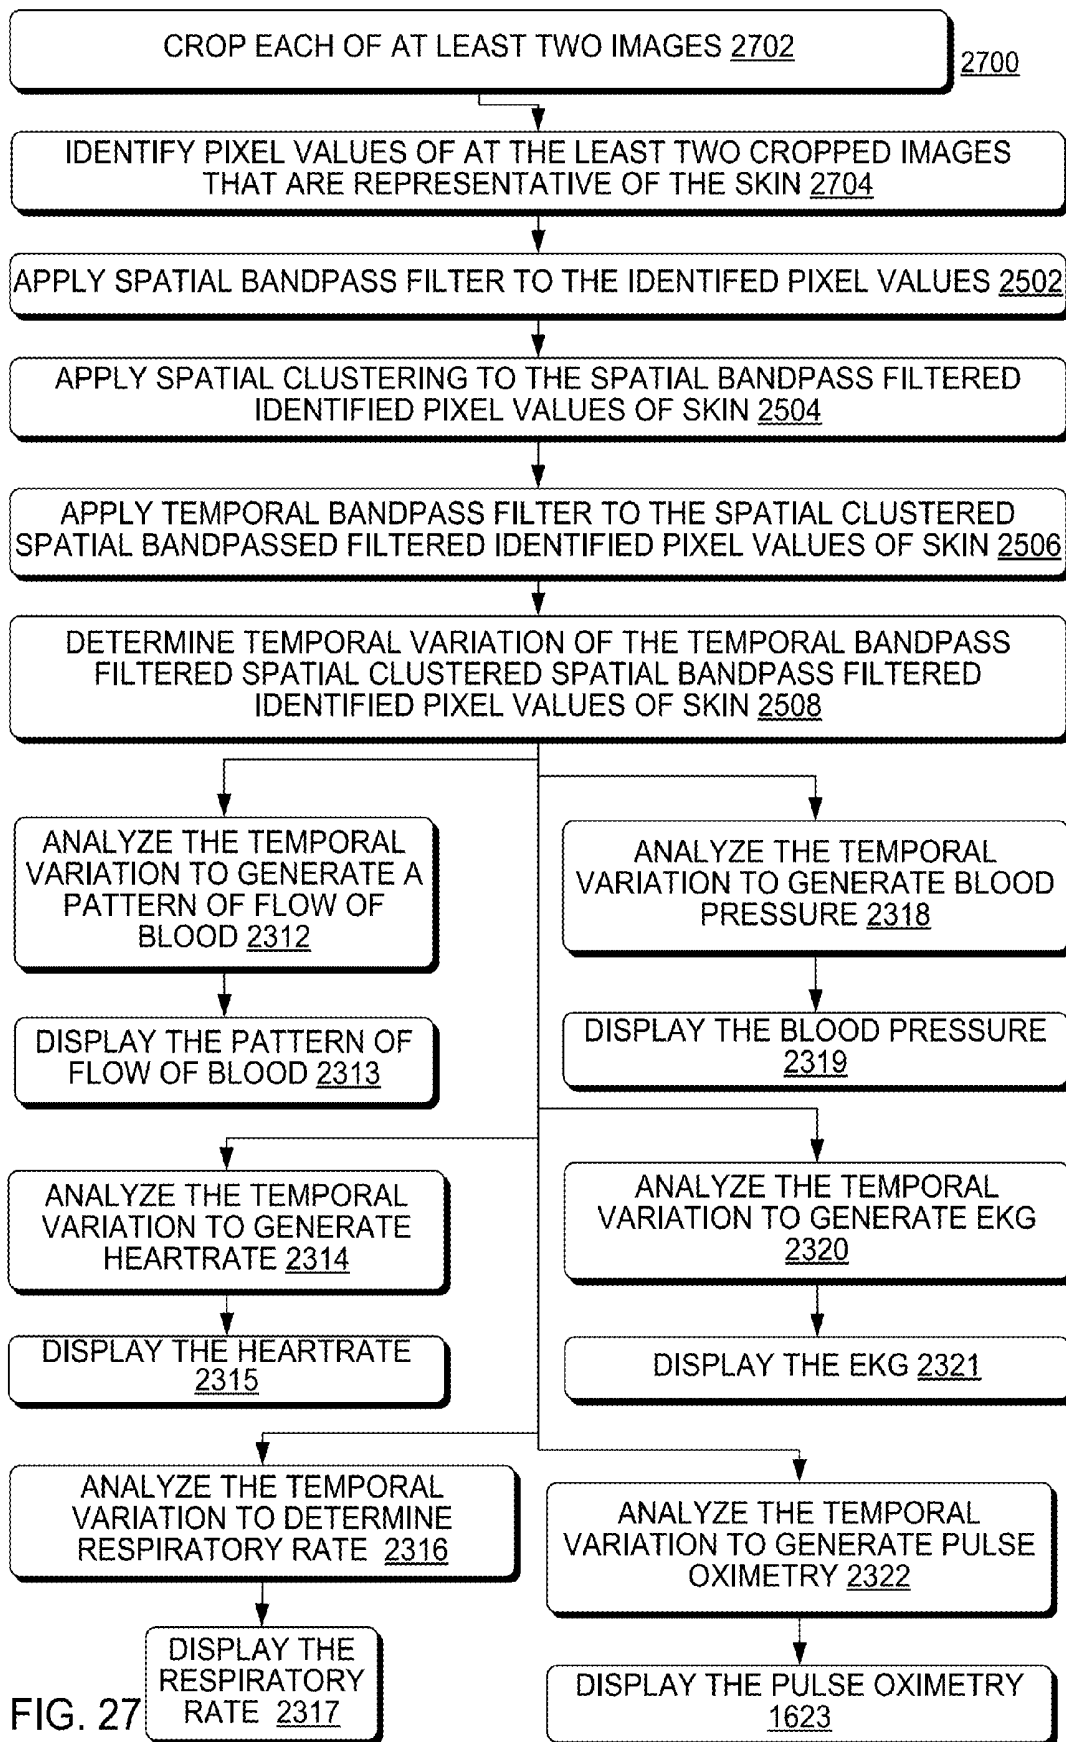 CROP EACH OF AT LEAST TWO IMAGES 2702
2700
IDENTIFY PIXEL VALUES OF AT THE LEAST TWO CROPPED IMAGES
THAT ARE REPRESENTATIVE OF THE SKIN 2704
APPLY SPATIAL BANDPASS FILTER TO THE IDENTIFED PIXEL VALUES 2502
APPLY SPATIAL CLUSTERING TO THE SPATIAL BANDPASS FILTERED
IDENTIFIED PIXEL VALUES OF SKIN 2504
APPLY TEMPORAL BANDPASS FILTER TO THE SPATIAL CLUSTERED
SPATIAL BANDPASSED FILTERED IDENTIFIED PIXEL VALUES OF SKIN 2506
DETERMINE TEMPORAL VARIATION OF THE TEMPORAL BANDPASS
FILTERED SPATIAL CLUSTERED SPATIAL BANDPASS FILTERED
IDENTIFIED PIXEL VALUES OF SKIN 2508
ANALYZE THE TEMPORAL
VARIATION TO GENERATE A
PATTERN OF FLOW OF
BLOOD 2312
ANALYZE THE TEMPORAL
VARIATION TO GENERATE BLOOD
PRESSURE 2318
DISPLAY THE PATTERN OF
FLOW OF BLOOD 2313
DISPLAY THE BLOOD PRESSURE
2319
ANALYZE THE TEMPORAL
VARIATION TO GENERATE
HEARTRATE 2314
ANALYZE THE TEMPORAL
VARIATION TO GENERATE EKG
2320
DISPLAY THE HEARTRATE
2315
DISPLAY THE EKG 2321
ANALYZE THE TEMPORAL
VARIATION TO DETERMINE
RESPIRATORY RATE 2316
ANALYZE THE TEMPORAL
VARIATION TO GENERATE PULSE
OXIMETRY 2322
DISPLAY THE
RESPIRATORY
RATE 2317
DISPLAY THE PULSE OXIMETRY
1623
FIG. 27